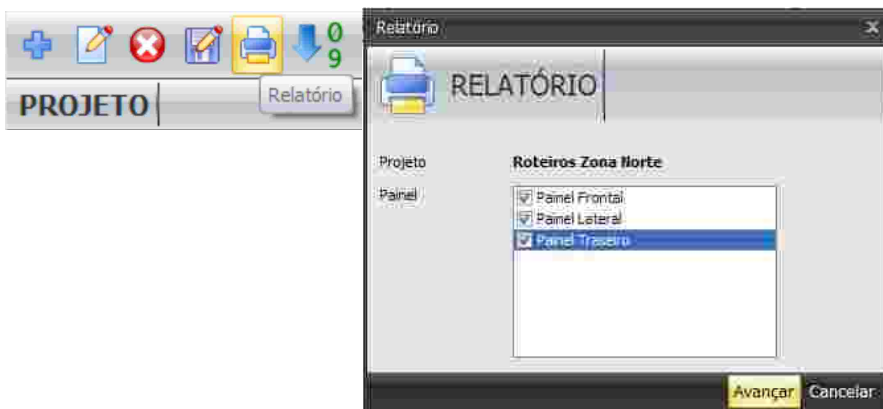 0
9
Relatório
PROJETO
Relatório
RELATÓRIO
Projeto
Roteiros Zona Norte
Painel
Painel Frontal
Painel Lateral
Painel Traseiro
Avançar
Cancelar